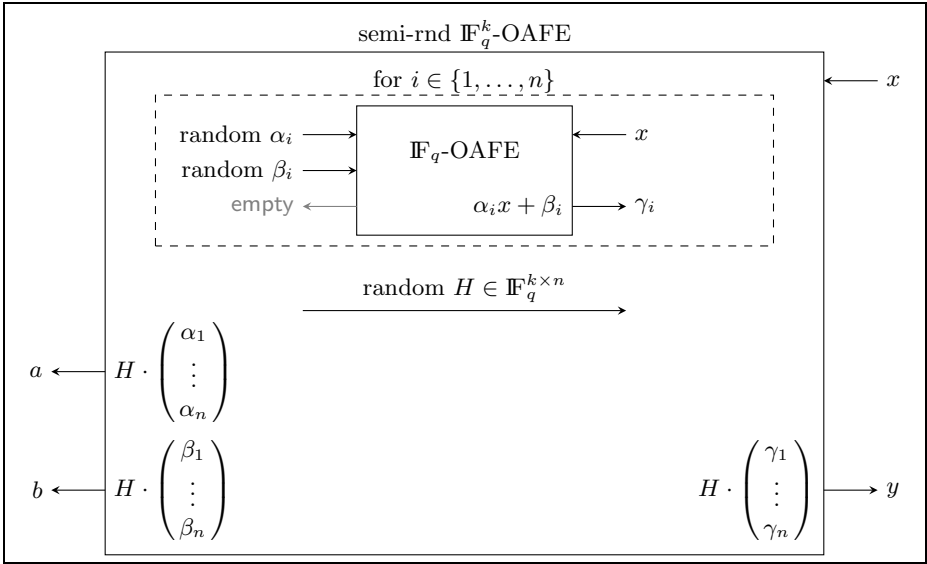 semi-rnd 𝔽_q^k-OAFE
for i ∈ {1, . . . , n}
x
random α_i
x
𝔽_q-OAFE
random β_i
empty
α_i x + β_i
γ_i
random H ∈ 𝔽_q^{k×n}
a
H · (α_1 ⋮ α_n)
b
H · (β_1 ⋮ β_n)
H · (γ_1 ⋮ γ_n)
y